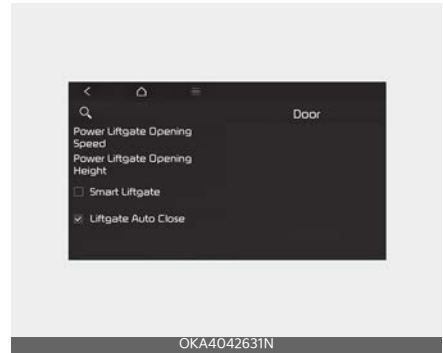 Door
Power Liftgate Opening
Speed
Power Liftgate Opening
Height
Smart Liftgate
Liftgate Auto Close
OKA4042631N